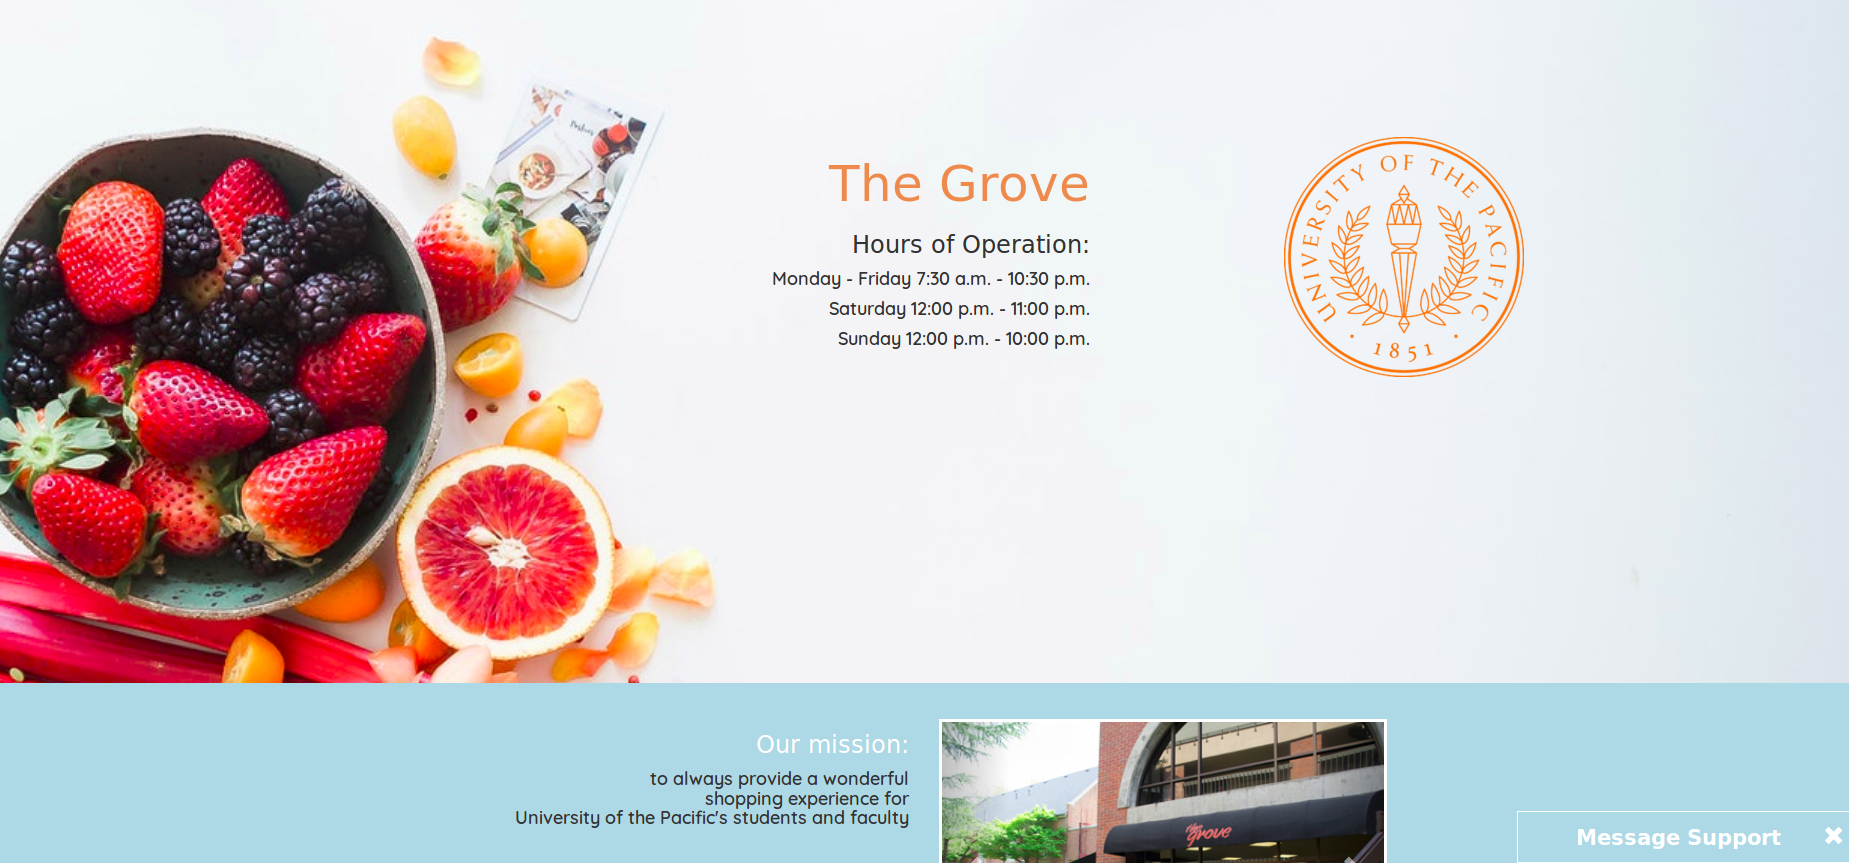 The Grove
Hours of Operation:
Monday - Friday 7:30 a.m. - 10:30 p.m.
Saturday 12:00 p.m. - 11:00 p.m.
Sunday 12:00 p.m. - 10:00 p.m.
UNIVERSITY OF THE PACIFIC
1851
Our mission:
to always provide a wonderful
shopping experience for
University of the Pacific's students and faculty
the grove
Message Support